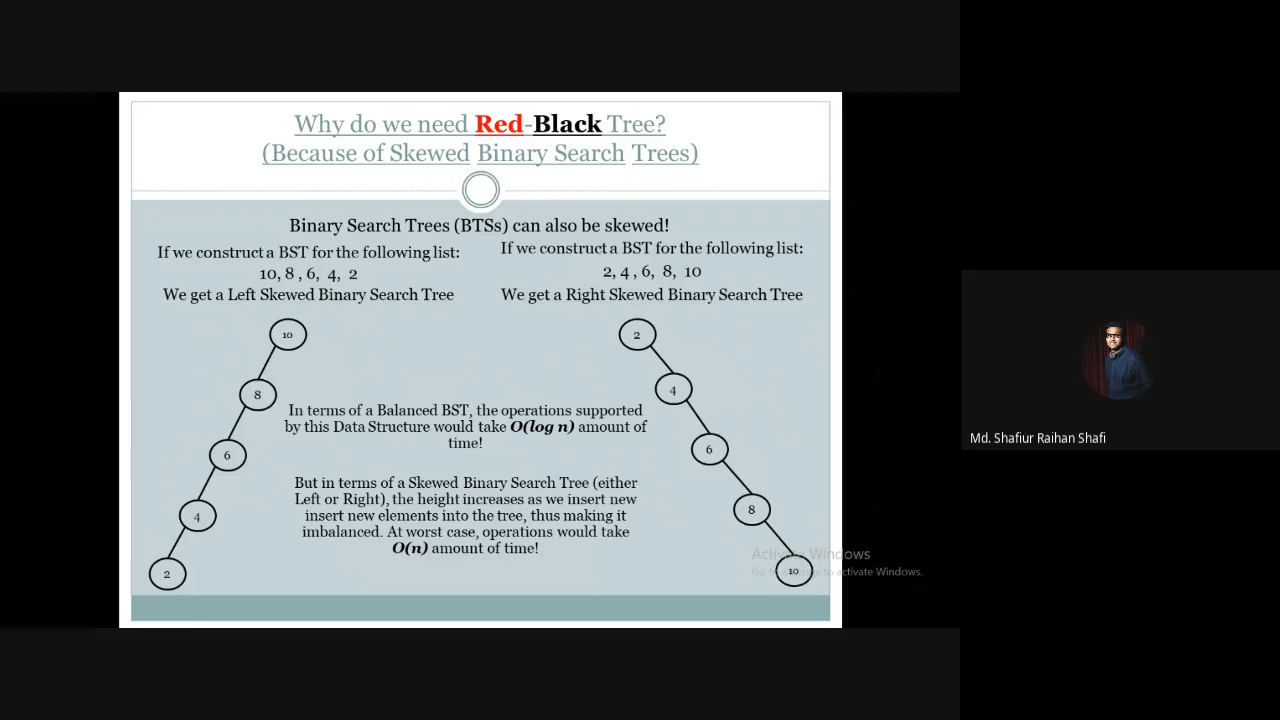 Why do we need Red-Black Tree?
(Because of Skewed Binary Search Trees)
Binary Search Trees (BTSs) can also be skewed!
If we construct a BST for the following list:
10, 8 , 6, 4, 2
We get a Left Skewed Binary Search Tree
If we construct a BST for the following list:
2, 4 , 6, 8, 10
We get a Right Skewed Binary Search Tree
10
8
6
4
2
In terms of a Balanced BST, the operations supported
by this Data Structure would take O(log n) amount of
time!
But in terms of a Skewed Binary Search Tree (either
Left or Right), the height increases as we insert new
insert new elements into the tree, thus making it
imbalanced. At worst case, operations would take
O(n) amount of time!
2
4
6
8
10
Activate Windows
Go to Settings to activate Windows.
Md. Shafiur Raihan Shafi